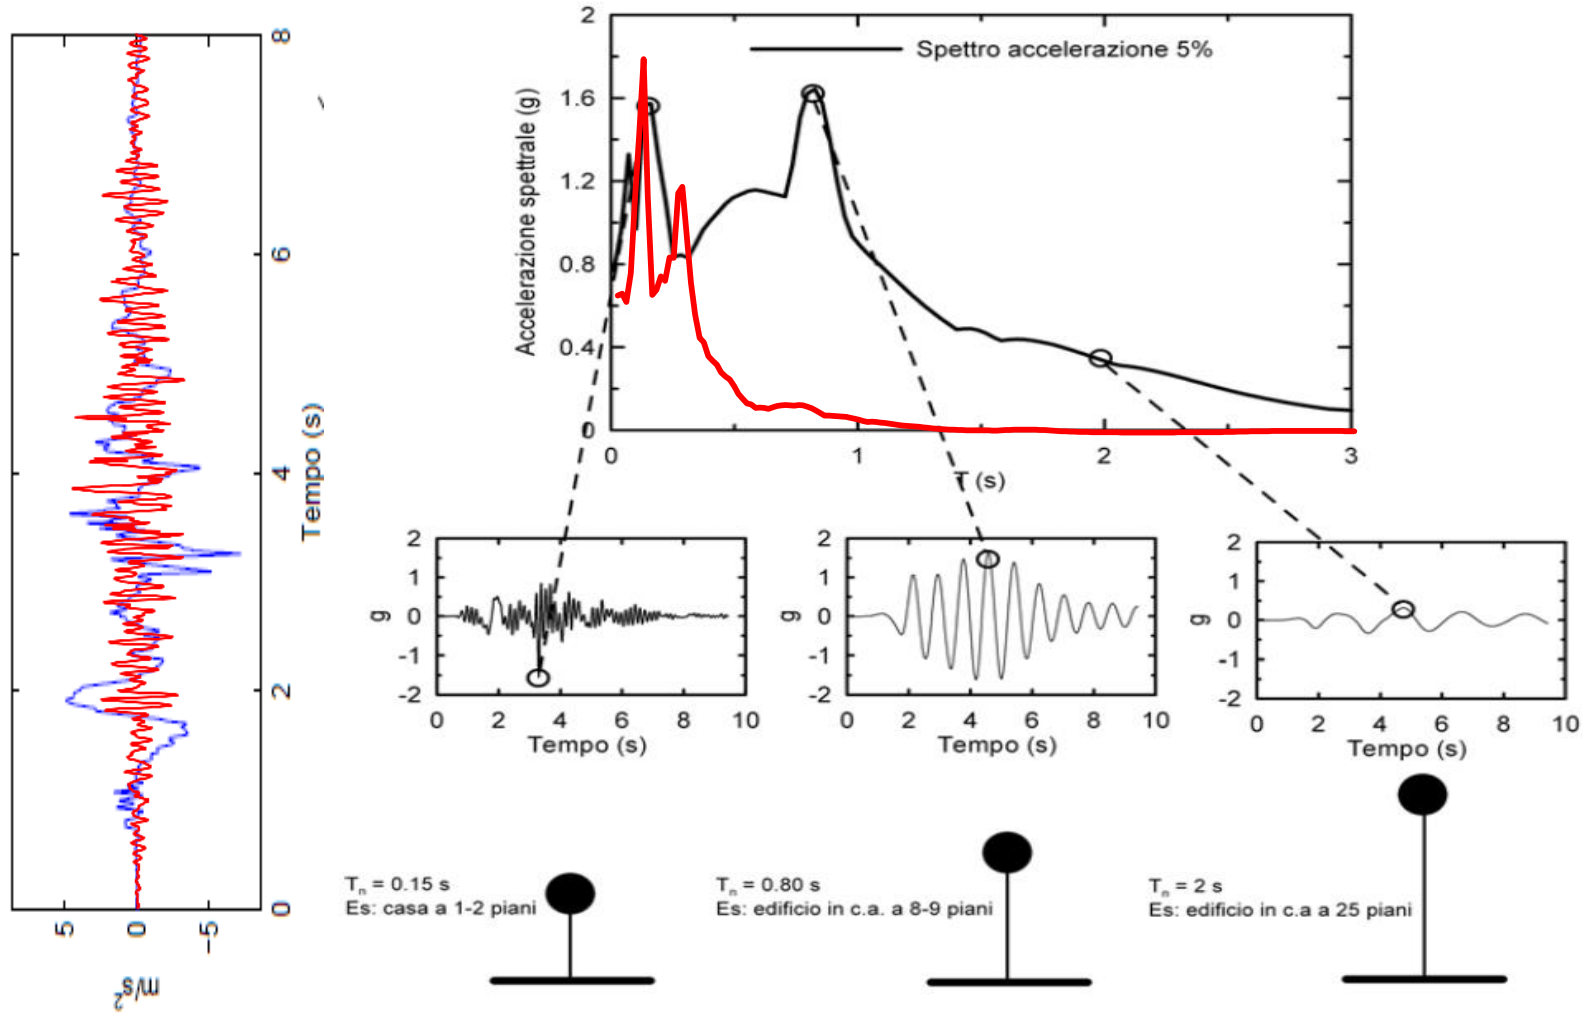 8
6
4
2
0
Tempo (s)
5
0
-5
m/s²
2
1.6
1.2
0.8
0.4
0
Accelerazione spettrale (g)
Spettro accelerazione 5%
0 1 2 3
T (s)
2
1
0
-1
-2
g
0 2 4 6 8 10
Tempo (s)
2
1
0
-1
-2
g
0 2 4 6 8 10
Tempo (s)
2
1
0
-1
-2
g
0 2 4 6 8 10
Tempo (s)
Tₙ = 0.15 s
Es: casa a 1-2 piani
Tₙ = 0.80 s
Es: edificio in c.a. a 8-9 piani
Tₙ = 2 s
Es: edificio in c.a a 25 piani